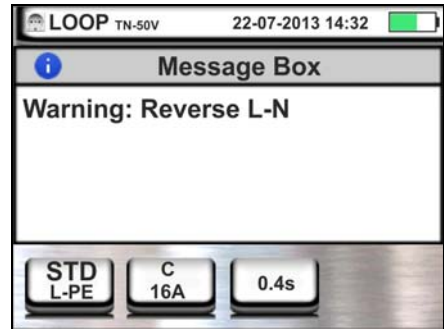 LOOP TN-50V 22-07-2013 14:32
Message Box
Warning: Reverse L-N
STD
L-PE
C
16A
0.4s